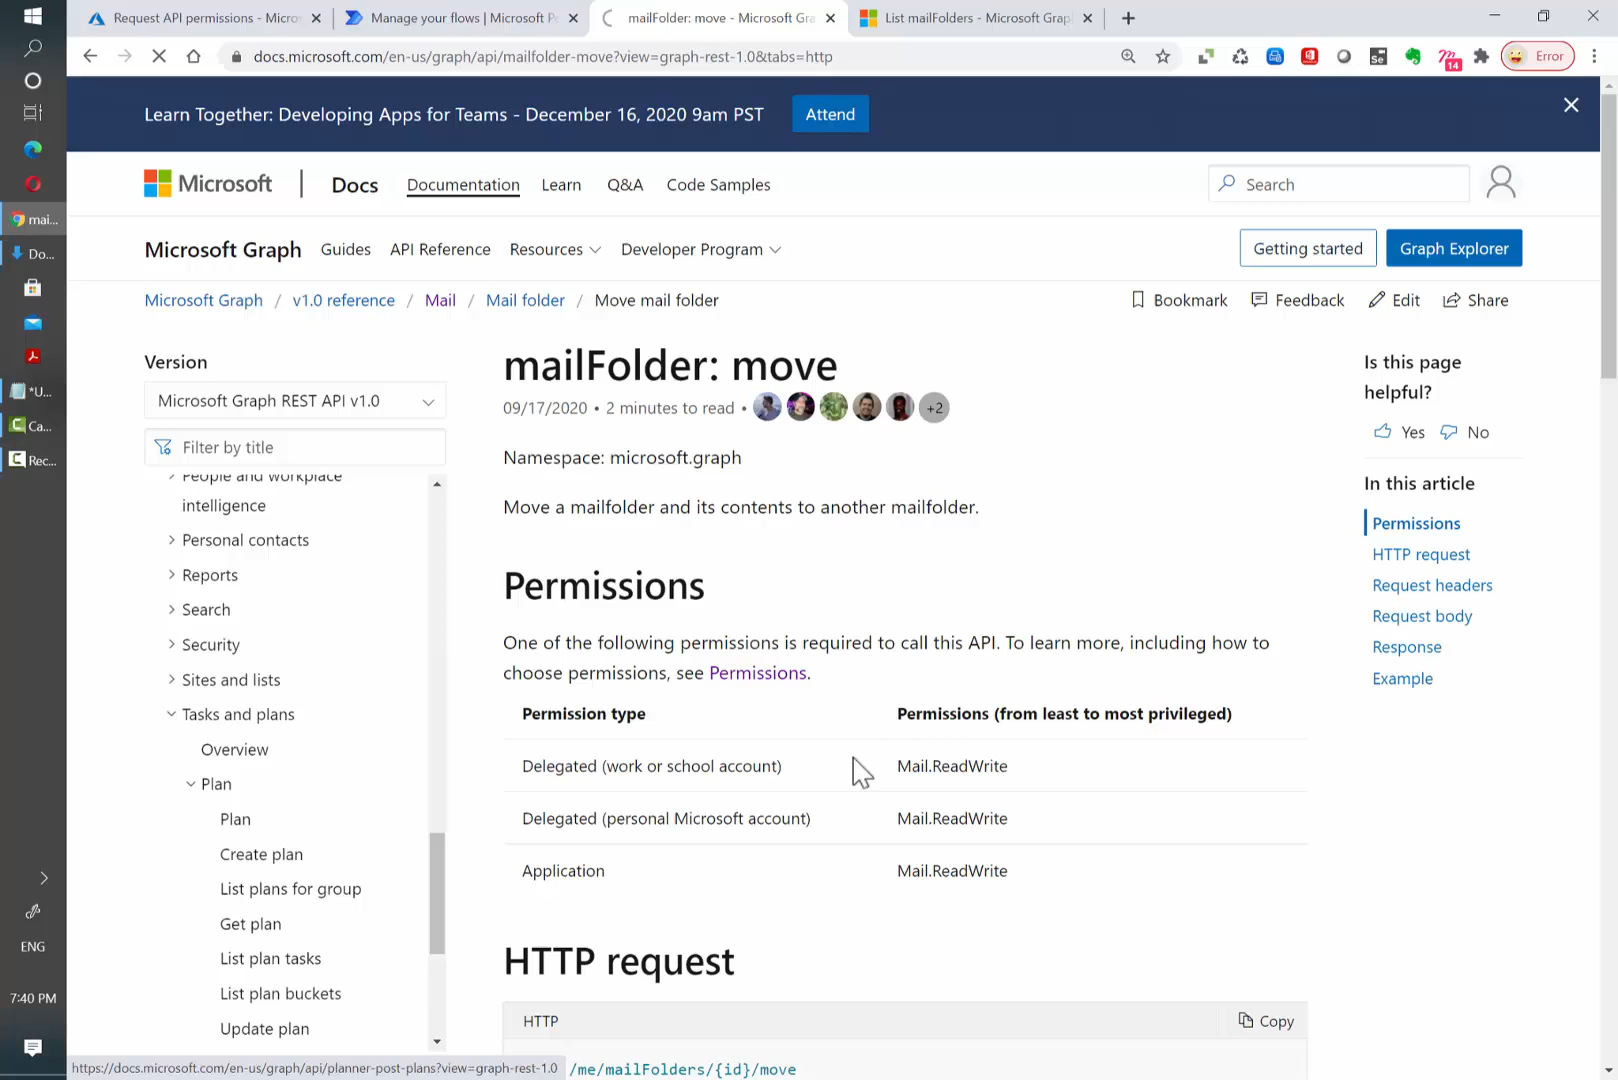 Request API permissions - Micros
Manage your flows | Microsoft Po
mailFolder: move - Microsoft Gra
List mailFolders - Microsoft Grap
docs.microsoft.com/en-us/graph/api/mailfolder-move?view=graph-rest-1.0&tabs=http
14
Error
Learn Together: Developing Apps for Teams - December 16, 2020 9am PST
Attend
Microsoft
Docs
Documentation
Learn
Q&A
Code Samples
Search
Microsoft Graph
Guides
API Reference
Resources
Developer Program
Getting started
Graph Explorer
Microsoft Graph / v1.0 reference / Mail / Mail folder / Move mail folder
Bookmark
Feedback
Edit
Share
Version
Microsoft Graph REST API v1.0
Filter by title
People and workplace
intelligence
Personal contacts
Reports
Search
Security
Sites and lists
Tasks and plans
Overview
Plan
Plan
Create plan
List plans for group
Get plan
List plan tasks
List plan buckets
Update plan
mailFolder: move
09/17/2020 • 2 minutes to read •
+2
Namespace: microsoft.graph
Move a mailfolder and its contents to another mailfolder.
Permissions
One of the following permissions is required to call this API. To learn more, including how to
choose permissions, see Permissions.
Permission type
Permissions (from least to most privileged)
Delegated (work or school account)
Mail.ReadWrite
Delegated (personal Microsoft account)
Mail.ReadWrite
Application
Mail.ReadWrite
HTTP request
HTTP
Copy
/me/mailFolders/{id}/move
Is this page
helpful?
Yes
No
In this article
Permissions
HTTP request
Request headers
Request body
Response
Example
mai...
Do...
*U...
Ca...
Rec...
ENG
7:40 PM
https://docs.microsoft.com/en-us/graph/api/planner-post-plans?view=graph-rest-1.0